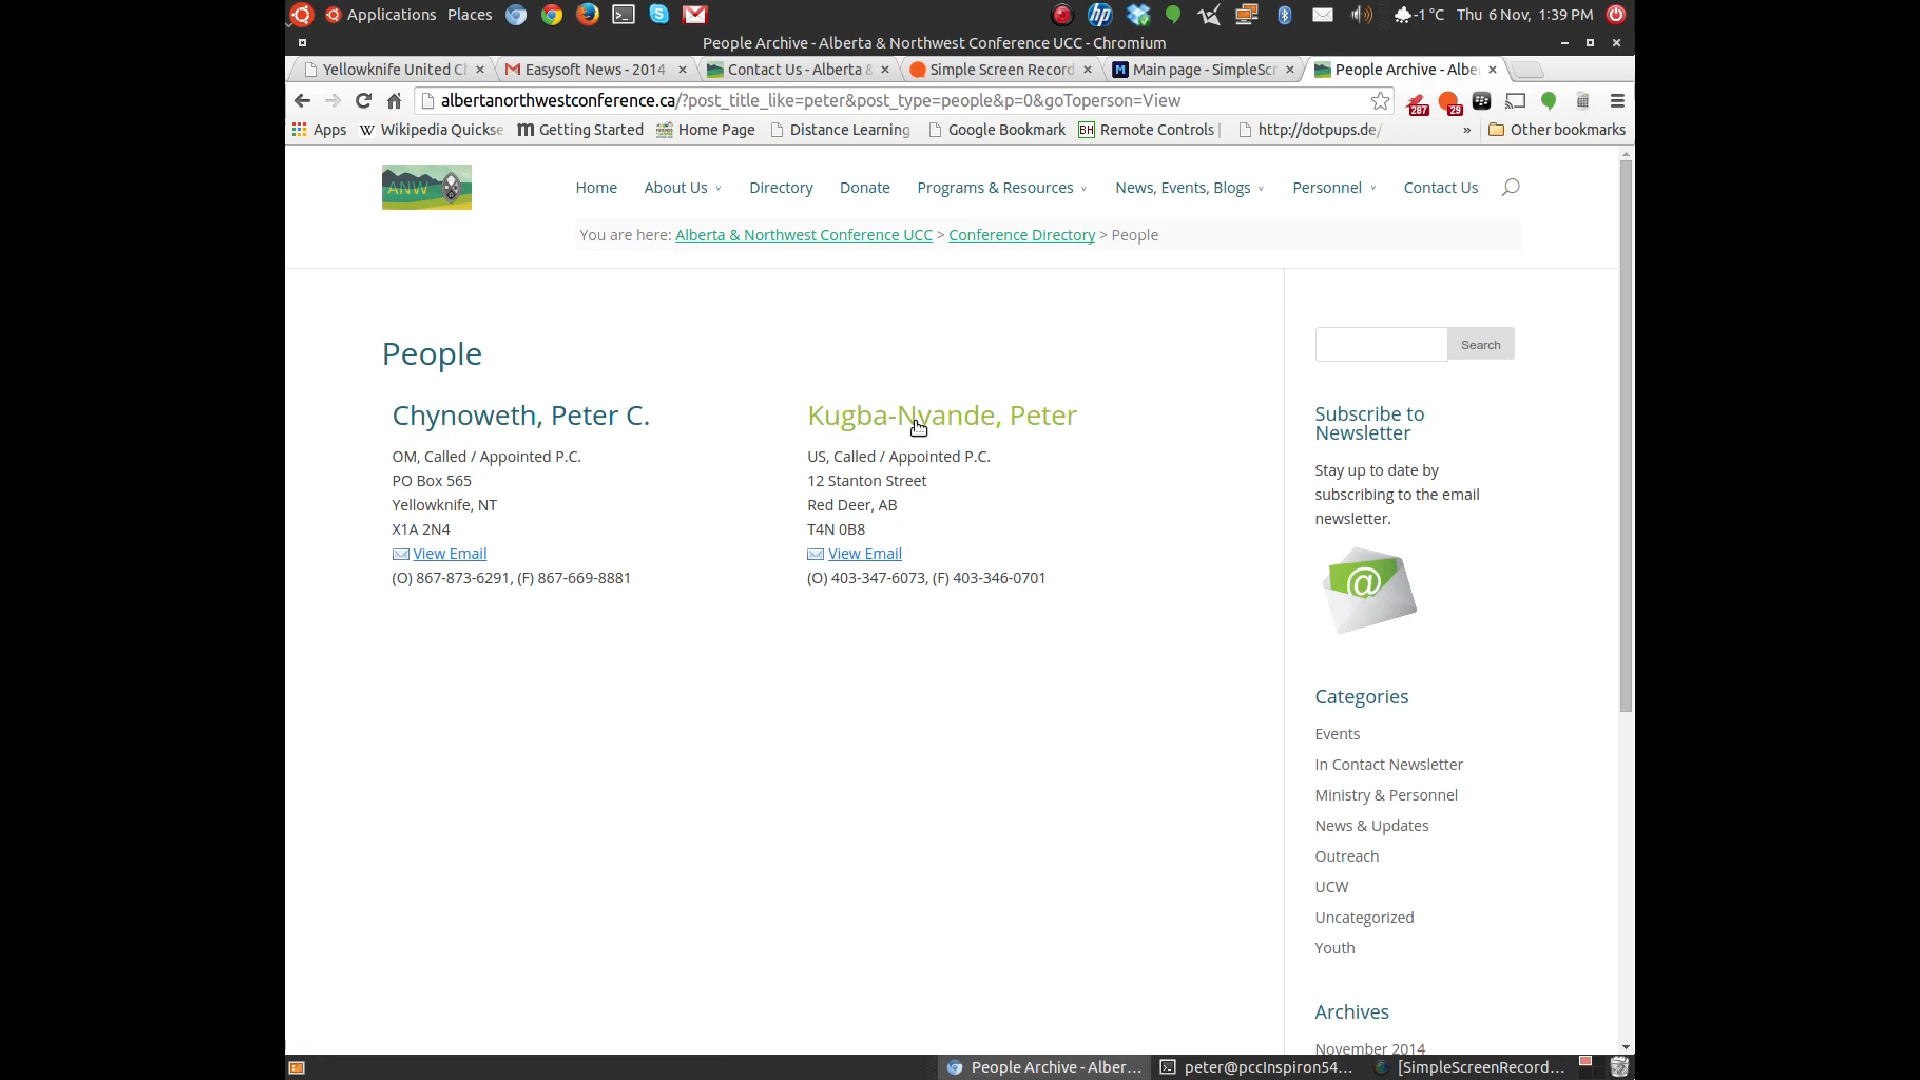 Applications Places
-1 °C Thu 6 Nov, 1:39 PM
People Archive - Alberta & Northwest Conference UCC - Chromium
Yellowknife United Ch Easysoft News - 2014 Contact Us - Alberta & Simple Screen Record Main page - SimpleScr People Archive - Albe
albertanorthwestconference.ca/?post_title_like=peter&post_type=people&p=0&goToperson=View
287 29
Apps Wikipedia Quickse Getting Started Home Page Distance Learning Google Bookmark BH Remote Controls | http://dotpups.de/ » Other bookmarks
ANW
Home About Us Directory Donate Programs & Resources News, Events, Blogs Personnel Contact Us
You are here: Alberta & Northwest Conference UCC > Conference Directory > People
People
Chynoweth, Peter C.
OM, Called / Appointed P.C.
PO Box 565
Yellowknife, NT
X1A 2N4
View Email
(O) 867-873-6291, (F) 867-669-8881
Kugba-Nyande, Peter
US, Called / Appointed P.C.
12 Stanton Street
Red Deer, AB
T4N 0B8
View Email
(O) 403-347-6073, (F) 403-346-0701
Search
Subscribe to
Newsletter
Stay up to date by
subscribing to the email
newsletter.
@
Categories
Events
In Contact Newsletter
Ministry & Personnel
News & Updates
Outreach
UCW
Uncategorized
Youth
Archives
November 2014
People Archive - Alber... peter@pccInspiron54... [SimpleScreenRecord...